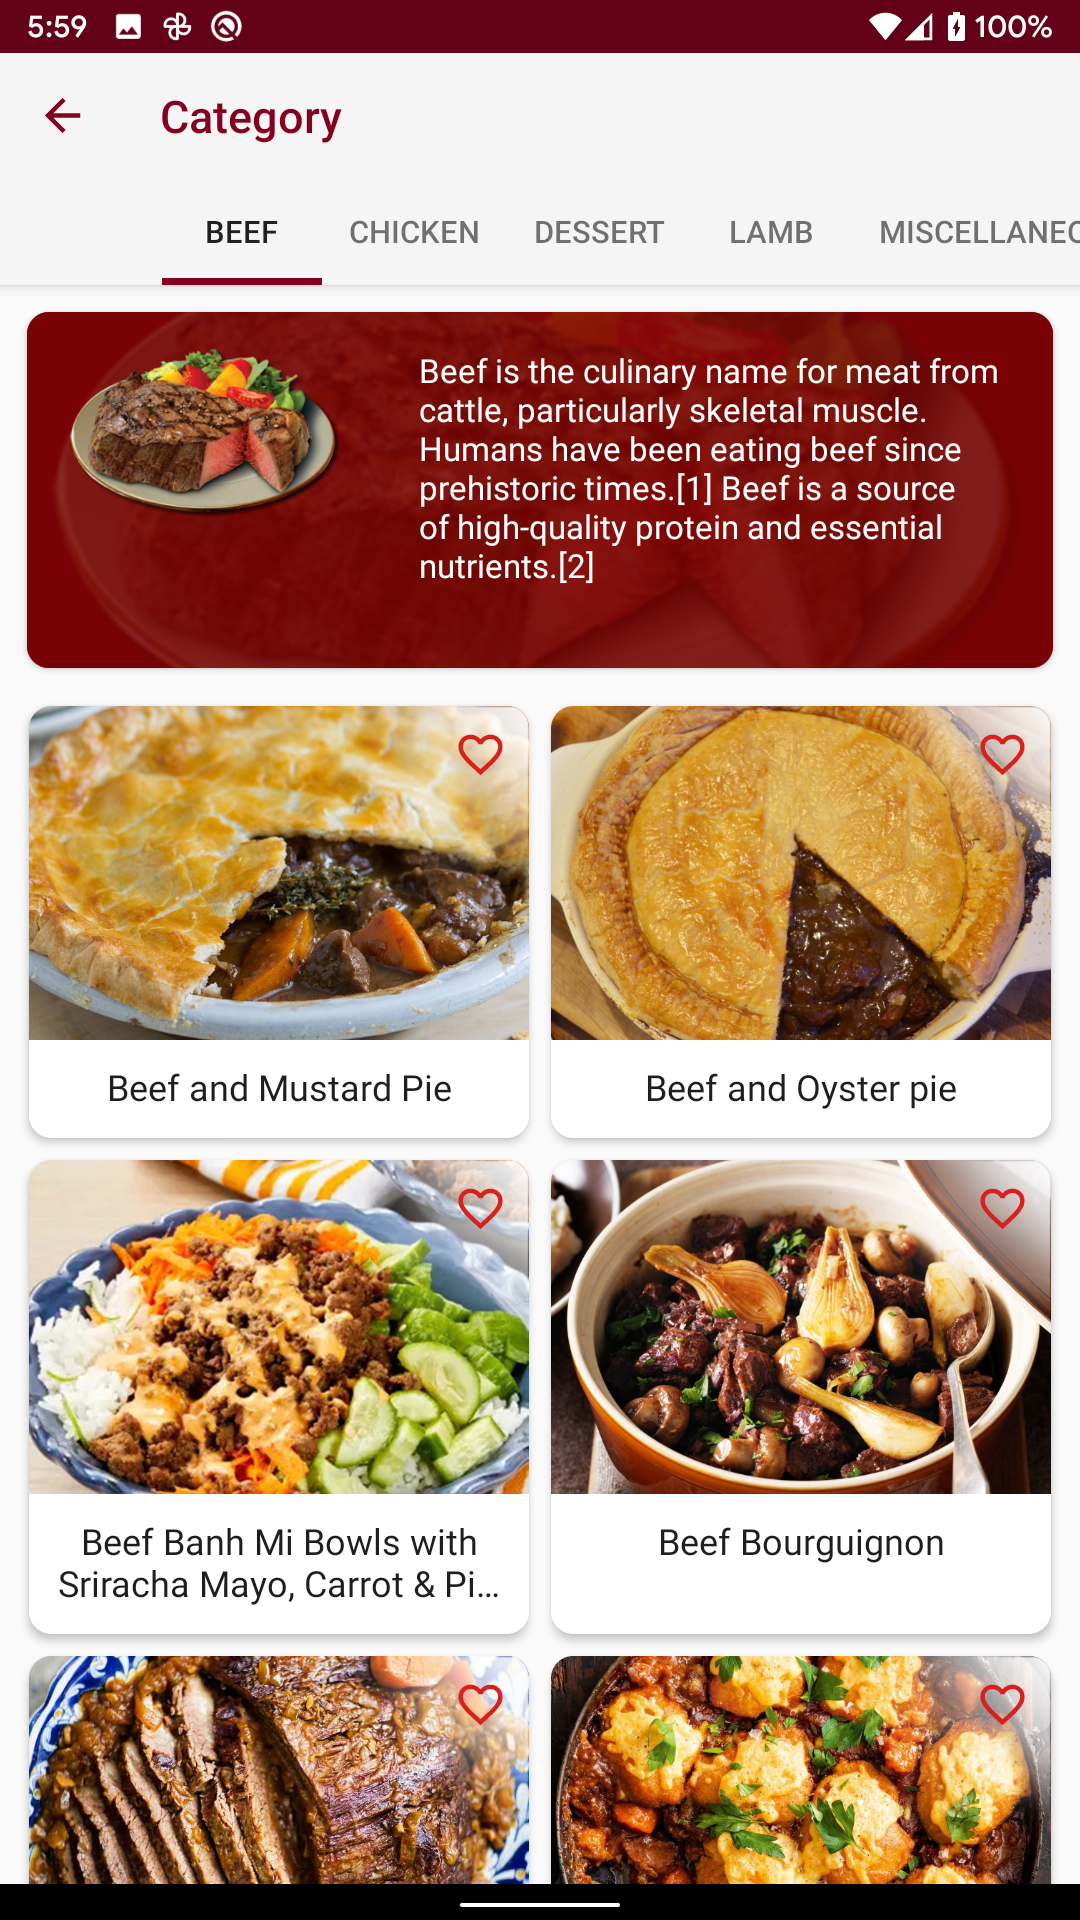 5:59
100%
Category
BEEF CHICKEN DESSERT LAMB MISCELLANEO
Beef is the culinary name for meat from
cattle, particularly skeletal muscle.
Humans have been eating beef since
prehistoric times.[1] Beef is a source
of high-quality protein and essential
nutrients.[2]
Beef and Mustard Pie
Beef and Oyster pie
Beef Banh Mi Bowls with
Sriracha Mayo, Carrot & Pi...
Beef Bourguignon